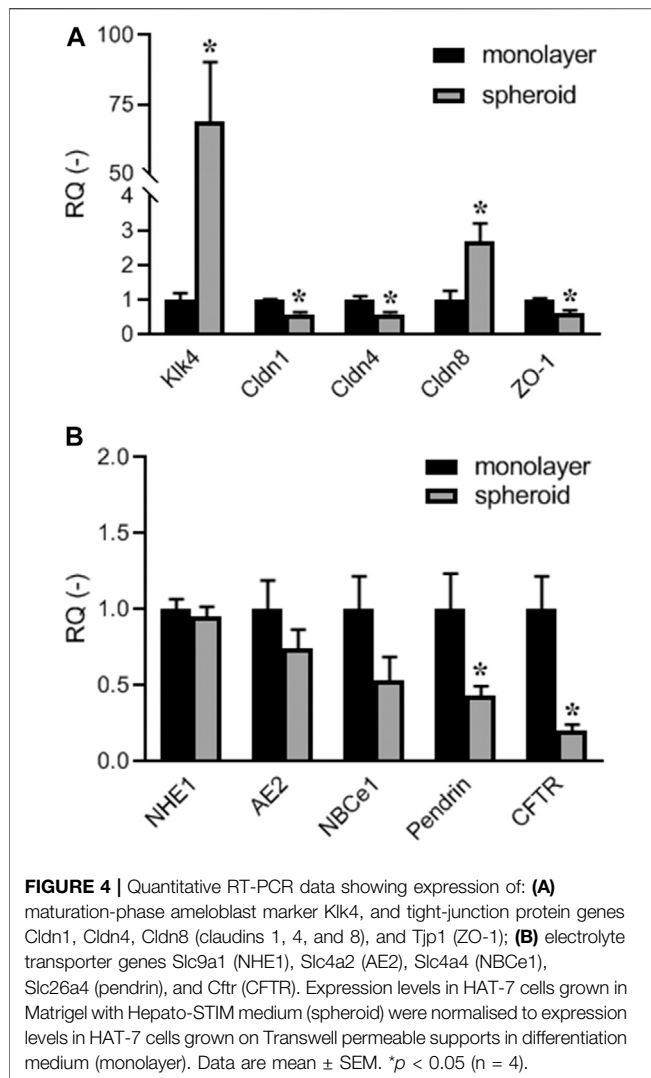 A
100
75
50
4
3
2
1
0
RQ (-)
monolayer
spheroid
*
*
*
*
*
Klk4
Cldn1
Cldn4
Cldn8
ZO-1
B
2.0
1.5
1.0
0.5
0.0
RQ (-)
monolayer
spheroid
*
*
NHE1
AE2
NBCe1
Pendrin
CFTR
FIGURE 4 | Quantitative RT-PCR data showing expression of: (A)
maturation-phase ameloblast marker Klk4, and tight-junction protein genes
Cldn1, Cldn4, Cldn8 (claudins 1, 4, and 8), and Tjp1 (ZO-1); (B) electrolyte
transporter genes Slc9a1 (NHE1), Slc4a2 (AE2), Slc4a4 (NBCe1),
Slc26a4 (pendrin), and Cftr (CFTR). Expression levels in HAT-7 cells grown in
Matrigel with Hepato-STIM medium (spheroid) were normalised to expression
levels in HAT-7 cells grown on Transwell permeable supports in differentiation
medium (monolayer). Data are mean ± SEM. *p < 0.05 (n = 4).